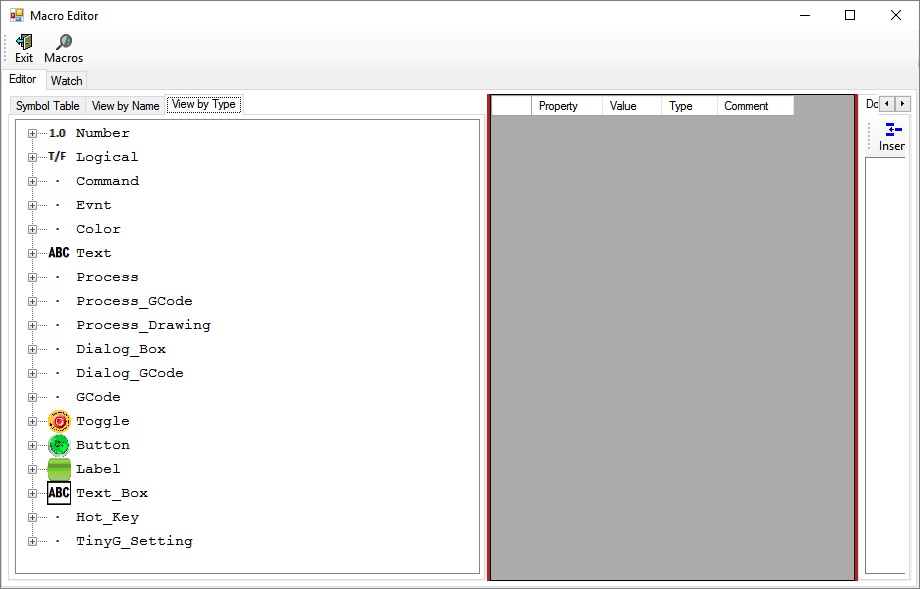 Macro Editor
Exit Macros
Editor Watch
Symbol Table View by Name View by Type
1.0 Number
T/F Logical
Command
Evnt
Color
ABC Text
Process
Process_GCode
Process_Drawing
Dialog_Box
Dialog_GCode
GCode
Toggle
Button
Label
ABC Text_Box
Hot_Key
TinyG_Setting
Property Value Type Comment
Do
Inser